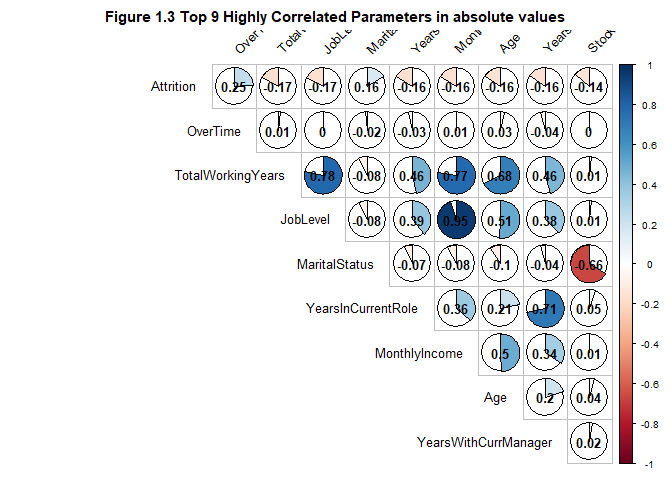 Figure 1.3 Top 9 Highly Correlated Parameters in absolute values
OverT
Total
JobLe
Marita
Years
Month
Age
Years
Stock
Attrition 0.25 -0.17 -0.17 0.16 -0.16 -0.16 -0.16 -0.16 -0.14
OverTime 0.01 0 -0.02 -0.03 0.01 0.03 -0.04 0
TotalWorkingYears 0.78 -0.08 0.46 0.77 0.68 0.46 0.01
JobLevel -0.08 0.39 0.95 0.51 0.38 0.01
MaritalStatus -0.07 -0.08 -0.1 -0.04 -0.66
YearsInCurrentRole 0.36 0.21 0.71 0.05
MonthlyIncome 0.5 0.34 0.01
Age 0.2 0.04
YearsWithCurrManager 0.02
1
0.8
0.6
0.4
0.2
0
-0.2
-0.4
-0.6
-0.8
-1